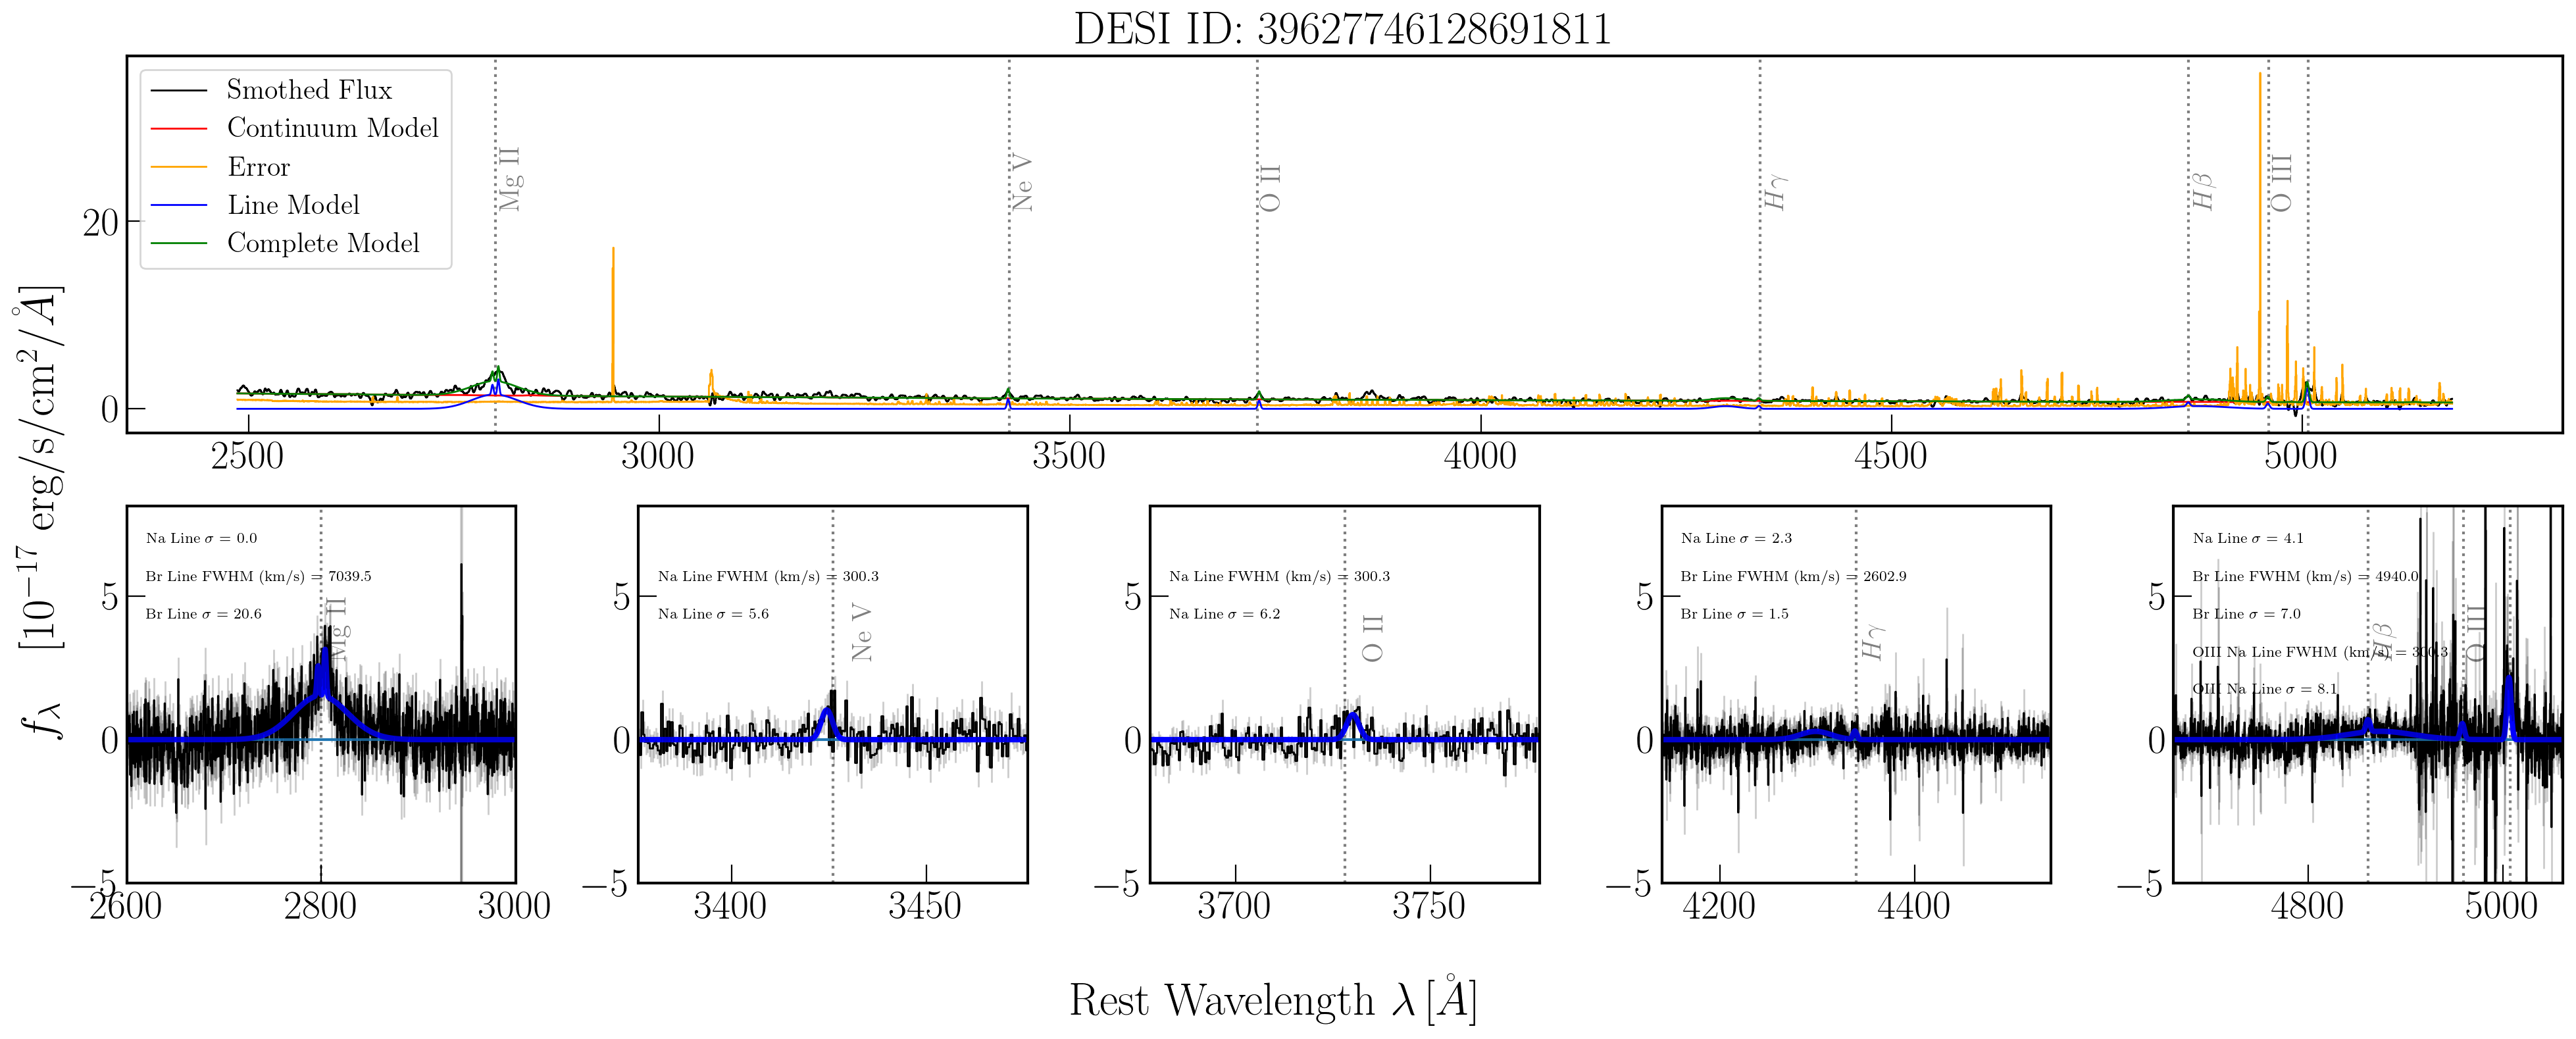 DESI ID: 39627746128691811
Smothed Flux
Continuum Model
Error
Line Model
Complete Model
Mg II
Ne V
O II
Hγ
Hβ
O III
20
0
2500 3000 3500 4000 4500 5000
f_λ [10^{-17} erg/s/cm²/Å]
Na Line σ = 0.0
Br Line FWHM (km/s) = 7039.5
Br Line σ = 20.6
Mg II
5
0
−5
2600 2800 3000
Na Line FWHM (km/s) = 300.3
Na Line σ = 5.6
Ne V
5
0
−5
3400 3450
Na Line FWHM (km/s) = 300.3
Na Line σ = 6.2
O II
5
0
−5
3700 3750
Na Line σ = 2.3
Br Line FWHM (km/s) = 2602.9
Br Line σ = 1.5
Hγ
5
0
−5
4200 4400
Na Line σ = 4.1
Br Line FWHM (km/s) = 4940.0
Br Line σ = 7.0
OIII Na Line FWHM (km/s) = 300.3
OIII Na Line σ = 8.1
Hβ
O III
5
0
−5
4800 5000
Rest Wavelength λ [Å]